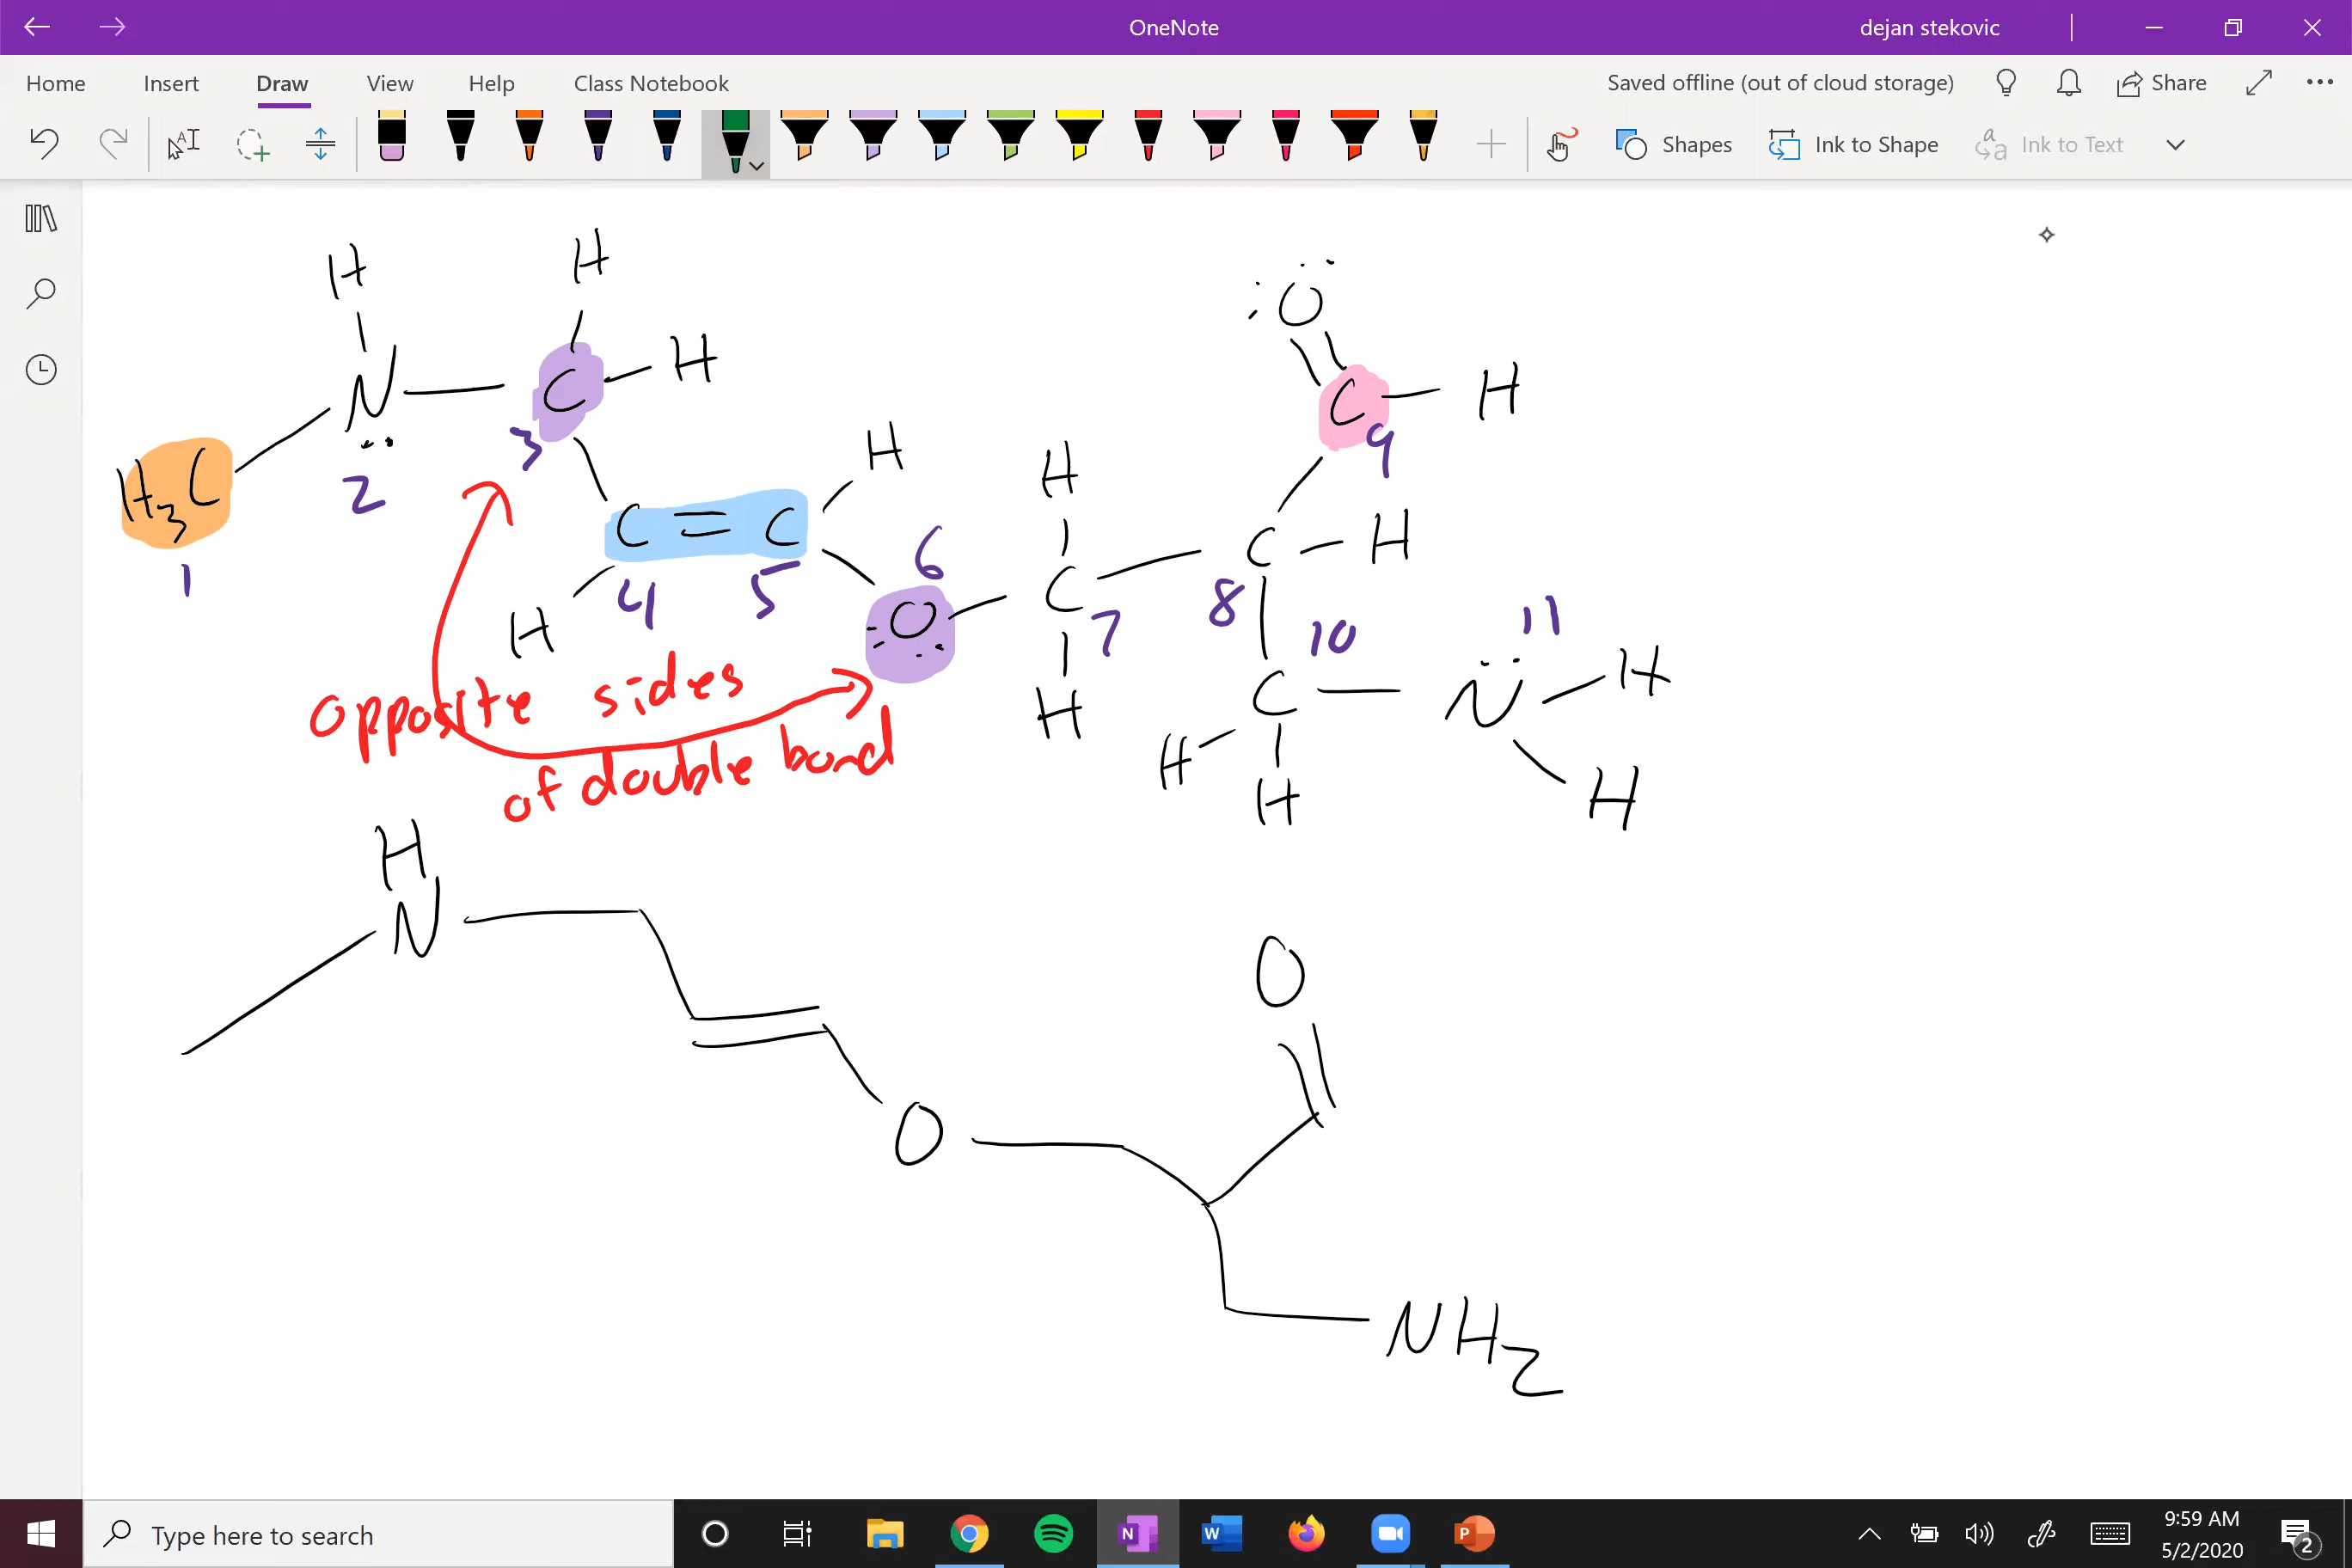 OneNote
dejan stekovic
Home Insert Draw View Help Class Notebook
Saved offline (out of cloud storage) Share
Shapes Ink to Shape Ink to Text
H H
N C H
H₃C
1 2 3
C = C H
H
4 5
O
6
H
C
H
7
O
C H
9
C H
8
10
C N H
H H H
11
opposite sides
of double bond
H
N
O
O
NH₂
Type here to search
9:59 AM
5/2/2020
2